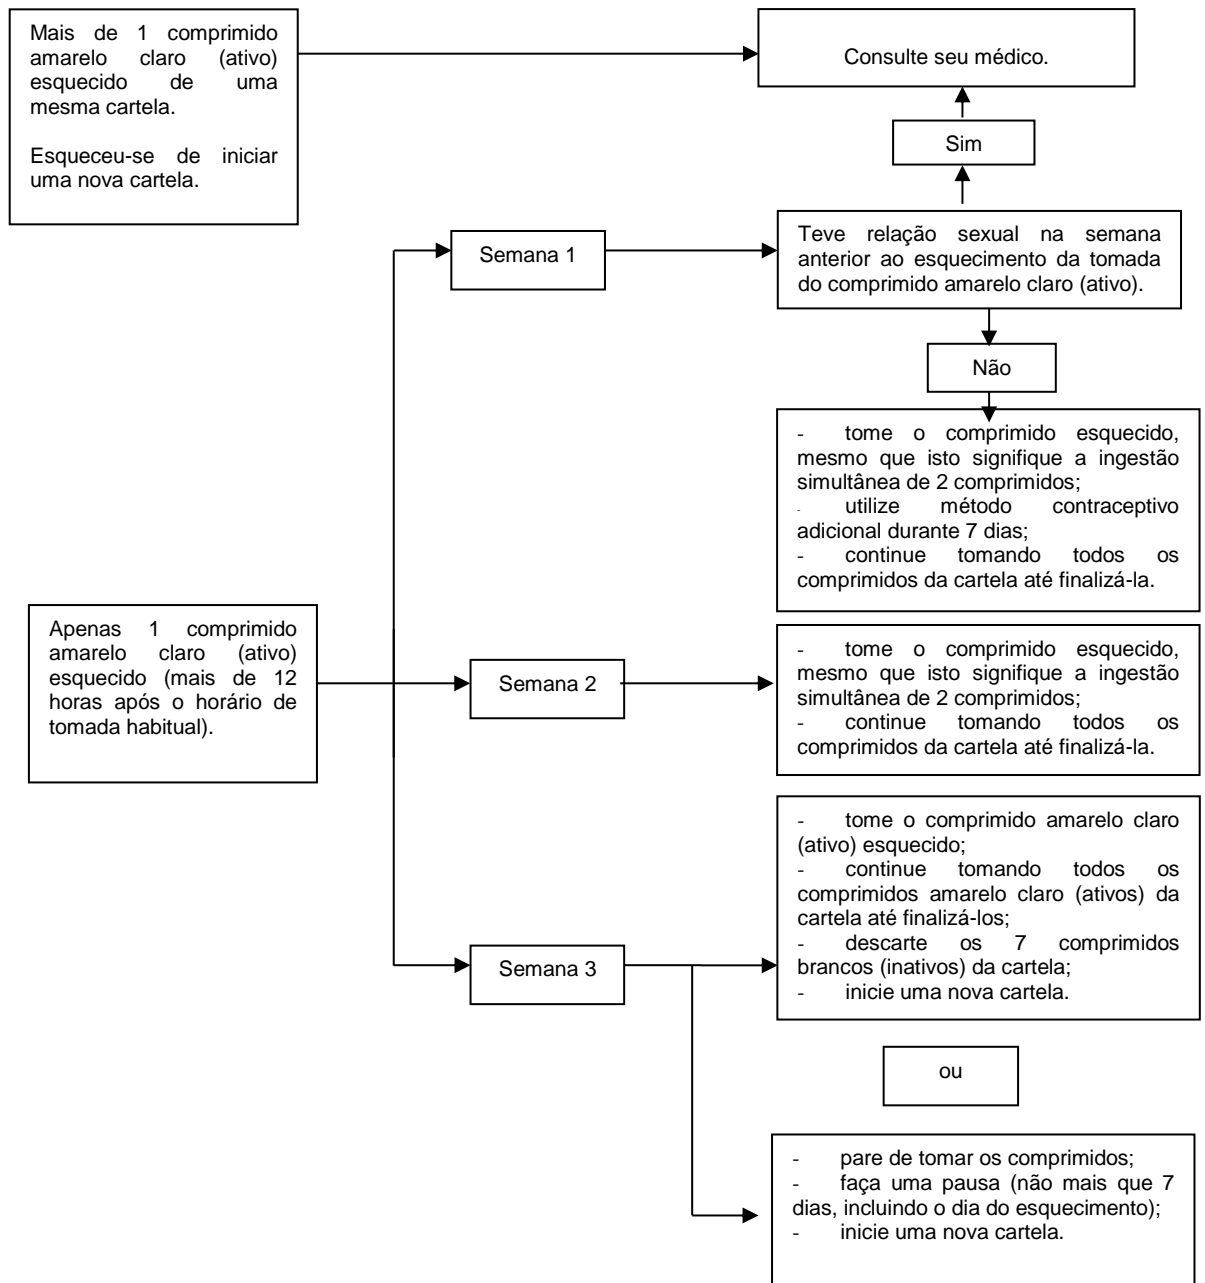 Mais de 1 comprimido
amarelo claro (ativo)
esquecido de uma
mesma cartela.
Esqueceu-se de iniciar
uma nova cartela.
Consulte seu médico.
Sim
Semana 1
Teve relação sexual na semana
anterior ao esquecimento da tomada
do comprimido amarelo claro (ativo).
Não
- tome o comprimido esquecido,
mesmo que isto signifique a ingestão
simultânea de 2 comprimidos;
- utilize método contraceptivo
adicional durante 7 dias;
- continue tomando todos os
comprimidos da cartela até finalizá-la.
Apenas 1 comprimido
amarelo claro (ativo)
esquecido (mais de 12
horas após o horário de
tomada habitual).
Semana 2
- tome o comprimido esquecido,
mesmo que isto signifique a ingestão
simultânea de 2 comprimidos;
- continue tomando todos os
comprimidos da cartela até finalizá-la.
Semana 3
- tome o comprimido amarelo claro
(ativo) esquecido;
- continue tomando todos os
comprimidos amarelo claro (ativos) da
cartela até finalizá-los;
- descarte os 7 comprimidos
brancos (inativos) da cartela;
- inicie uma nova cartela.
ou
- pare de tomar os comprimidos;
- faça uma pausa (não mais que 7
dias, incluindo o dia do esquecimento);
- inicie uma nova cartela.